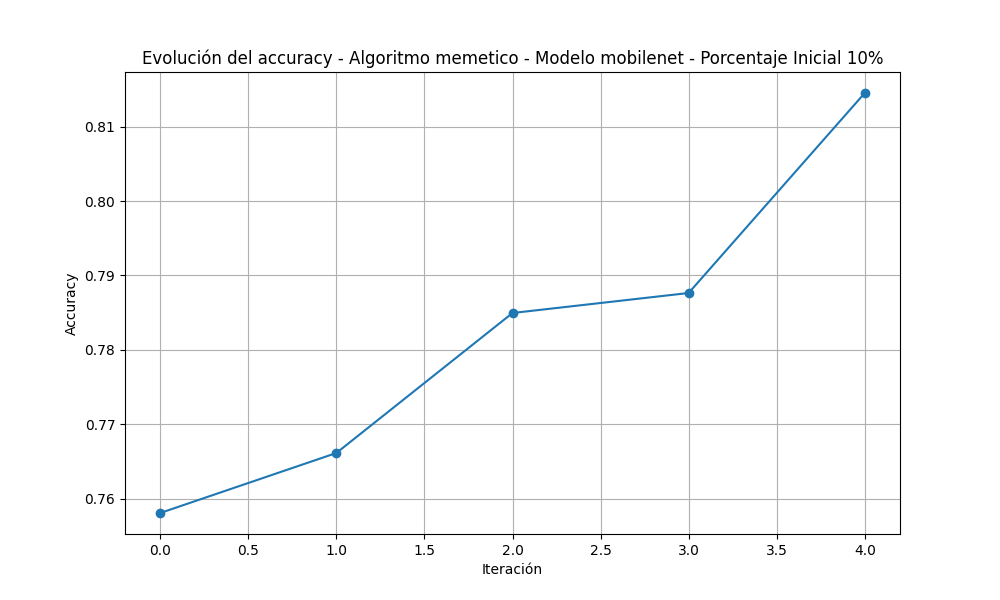 Evolución del accuracy - Algoritmo memetico - Modelo mobilenet - Porcentaje Inicial 10%
0.81
0.80
0.79
0.78
0.77
0.76
Accuracy
0.0 0.5 1.0 1.5 2.0 2.5 3.0 3.5 4.0
Iteración